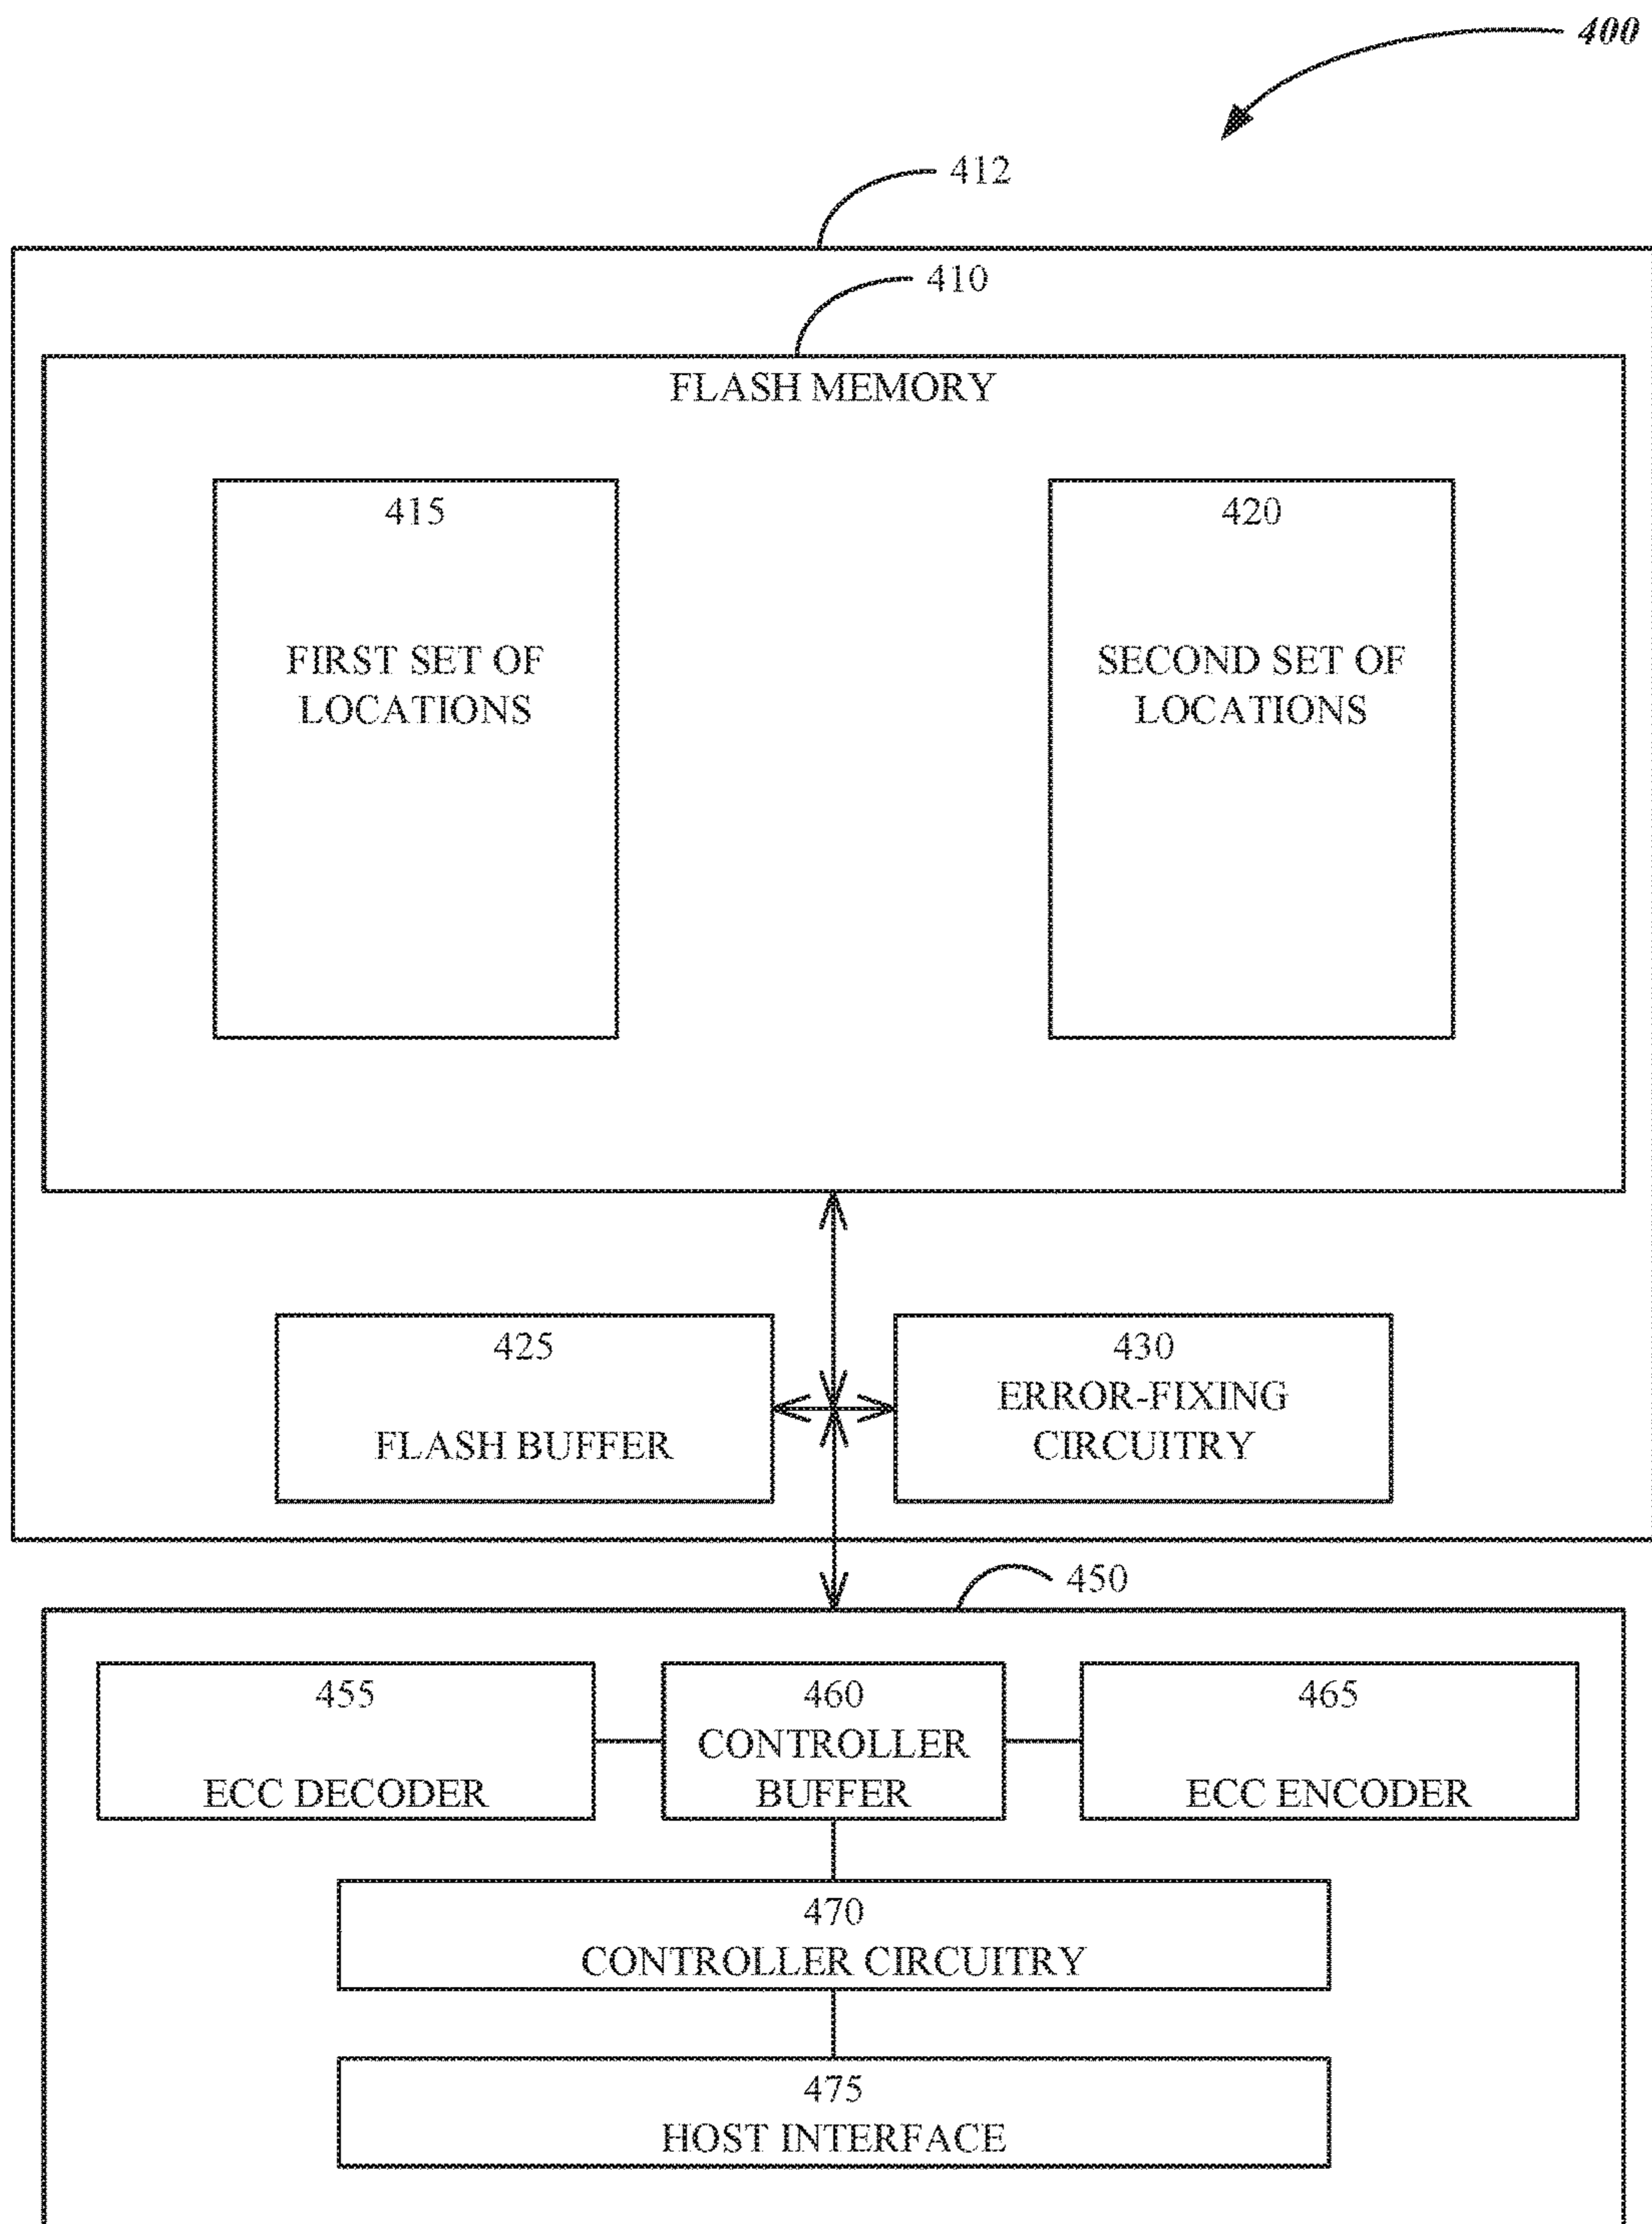 400
412
410
FLASH MEMORY
415
FIRST SET OF
LOCATIONS
420
SECOND SET OF
LOCATIONS
425
FLASH BUFFER
430
ERROR-FIXING
CIRCUITRY
450
455
ECC DECODER
460
CONTROLLER
BUFFER
465
ECC ENCODER
470
CONTROLLER CIRCUITRY
475
HOST INTERFACE